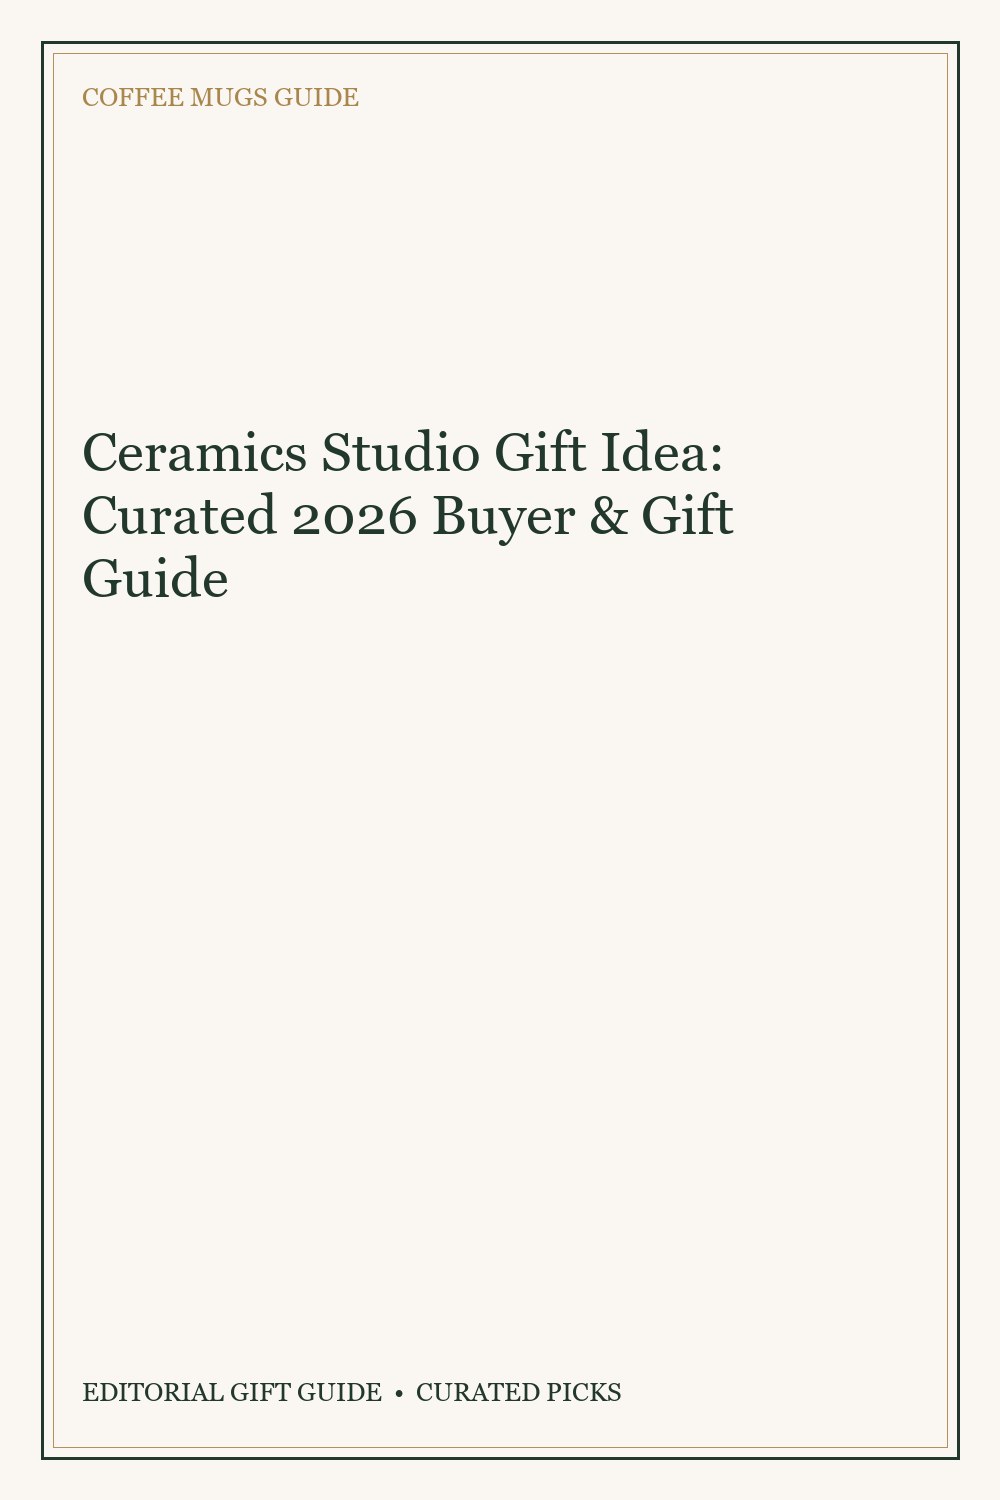 COFFEE MUGS GUIDE
Ceramics Studio Gift Idea:
Curated 2026 Buyer & Gift
Guide
EDITORIAL GIFT GUIDE • CURATED PICKS